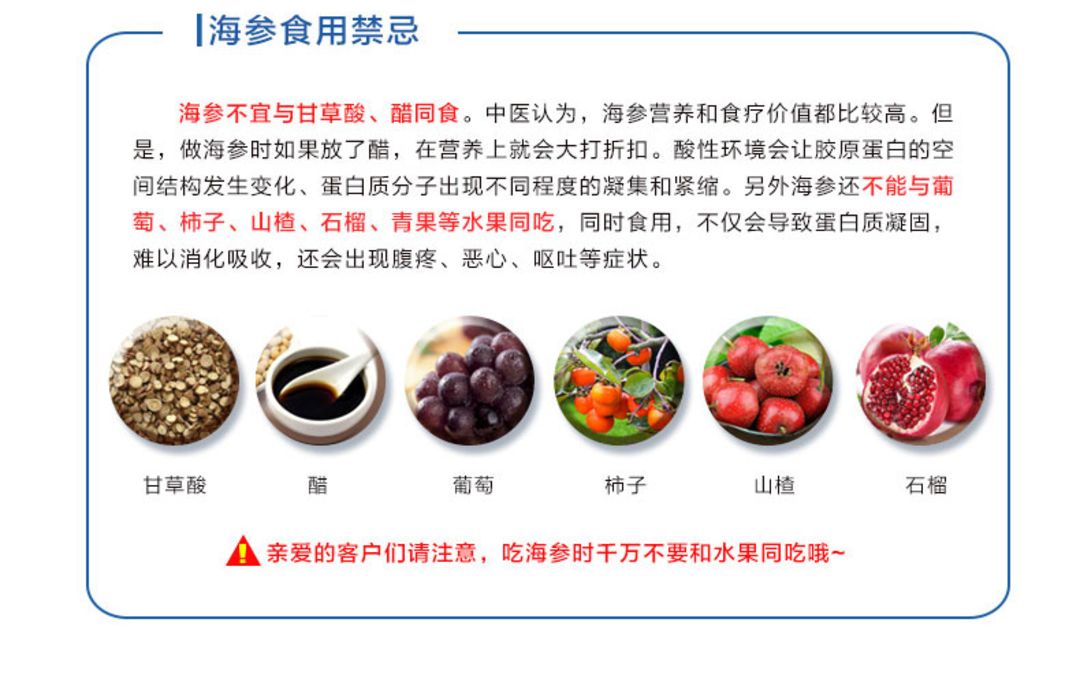 海参食用禁忌
海参不宜与甘草酸、醋同食。中医认为，海参营养和食疗价值都比较高。但
是，做海参时如果放了醋，在营养上就会大打折扣。酸性环境会让胶原蛋白的空
间结构发生变化、蛋白质分子出现不同程度的凝集和紧缩。另外海参还不能与葡
萄、柿子、山楂、石榴、青果等水果同吃，同时食用，不仅会导致蛋白质凝固，
难以消化吸收，还会出现腹疼、恶心、呕吐等症状。
甘草酸
醋
葡萄
柿子
山楂
石榴
亲爱的客户们请注意，吃海参时千万不要和水果同吃哦~